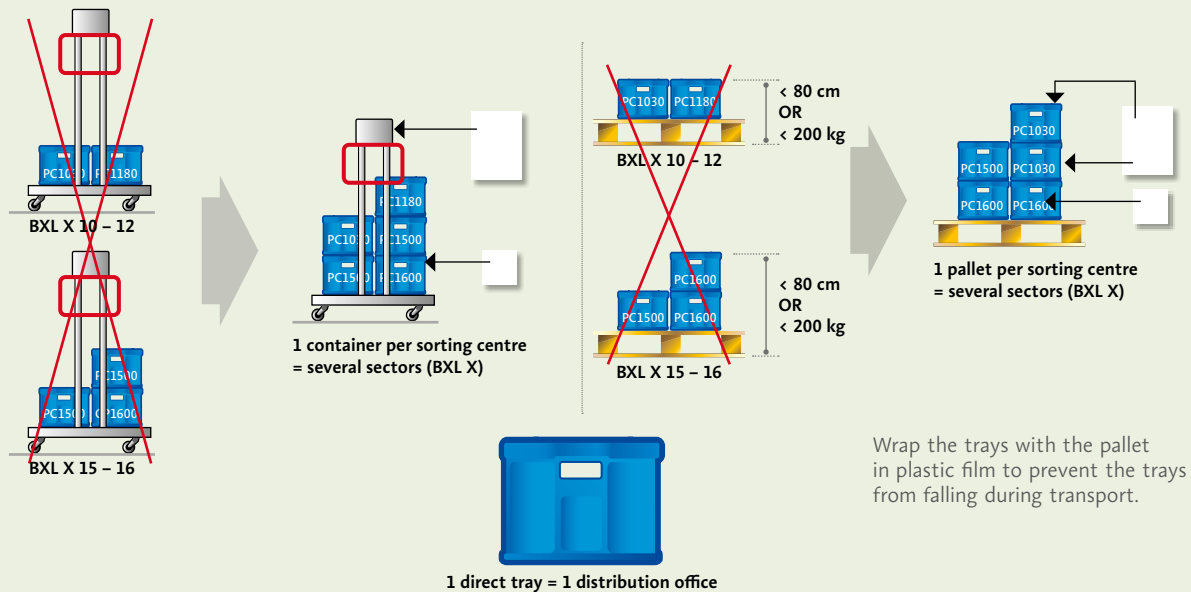 PC1030 PC1180
BXL X 10 – 12
PC1500
PC1500 CP1600
BXL X 15 – 16
PC1180
PC1030 PC1500
PC1500 PC1600
1 container per sorting centre
= several sectors (BXL X)
PC1030 PC1180
< 80 cm
OR
< 200 kg
BXL X 10 – 12
PC1600
PC1500 PC1600
< 80 cm
OR
< 200 kg
BXL X 15 – 16
PC1030
PC1500 PC1030
PC1600 PC1600
1 pallet per sorting centre
= several sectors (BXL X)
Wrap the trays with the pallet
in plastic film to prevent the trays
from falling during transport.
1 direct tray = 1 distribution office